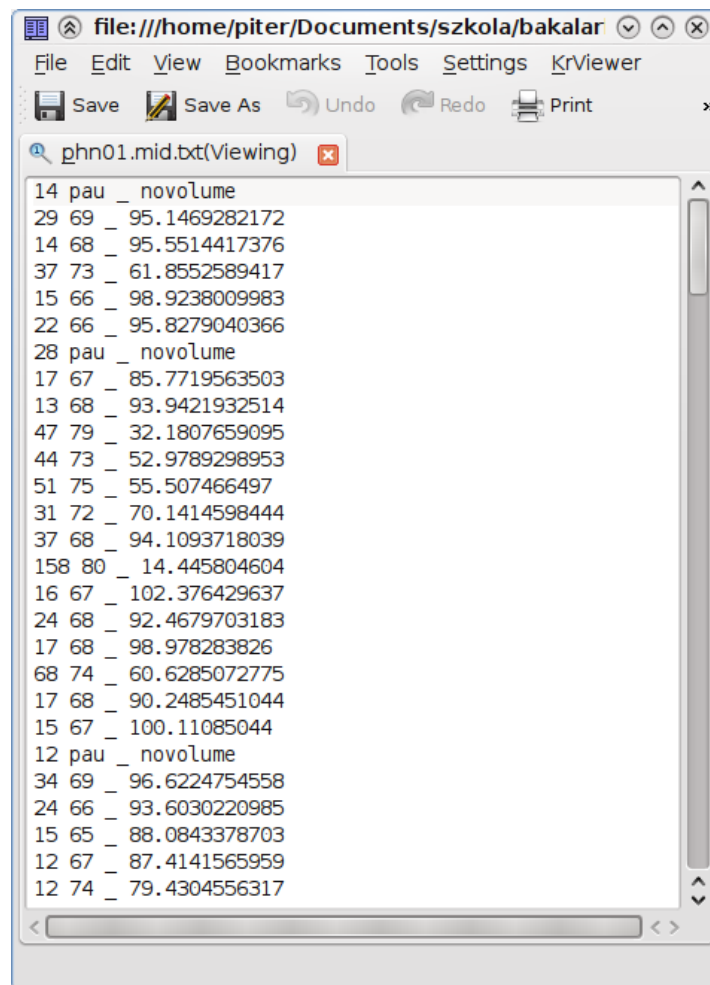 file:///home/piter/Documents/szkola/bakalar
File Edit View Bookmarks Tools Settings KrViewer
Save Save As Undo Redo Print
phn01.mid.txt(Viewing)
14 pau _ novolume
29 69 _ 95.1469282172
14 68 _ 95.5514417376
37 73 _ 61.8552589417
15 66 _ 98.9238009983
22 66 _ 95.8279040366
28 pau _ novolume
17 67 _ 85.7719563503
13 68 _ 93.9421932514
47 79 _ 32.1807659095
44 73 _ 52.9789298953
51 75 _ 55.507466497
31 72 _ 70.1414598444
37 68 _ 94.1093718039
158 80 _ 14.445804604
16 67 _ 102.376429637
24 68 _ 92.4679703183
17 68 _ 98.978283826
68 74 _ 60.6285072775
17 68 _ 90.2485451044
15 67 _ 100.11085044
12 pau _ novolume
34 69 _ 96.6224754558
24 66 _ 93.6030220985
15 65 _ 88.0843378703
12 67 _ 87.4141565959
12 74 _ 79.4304556317